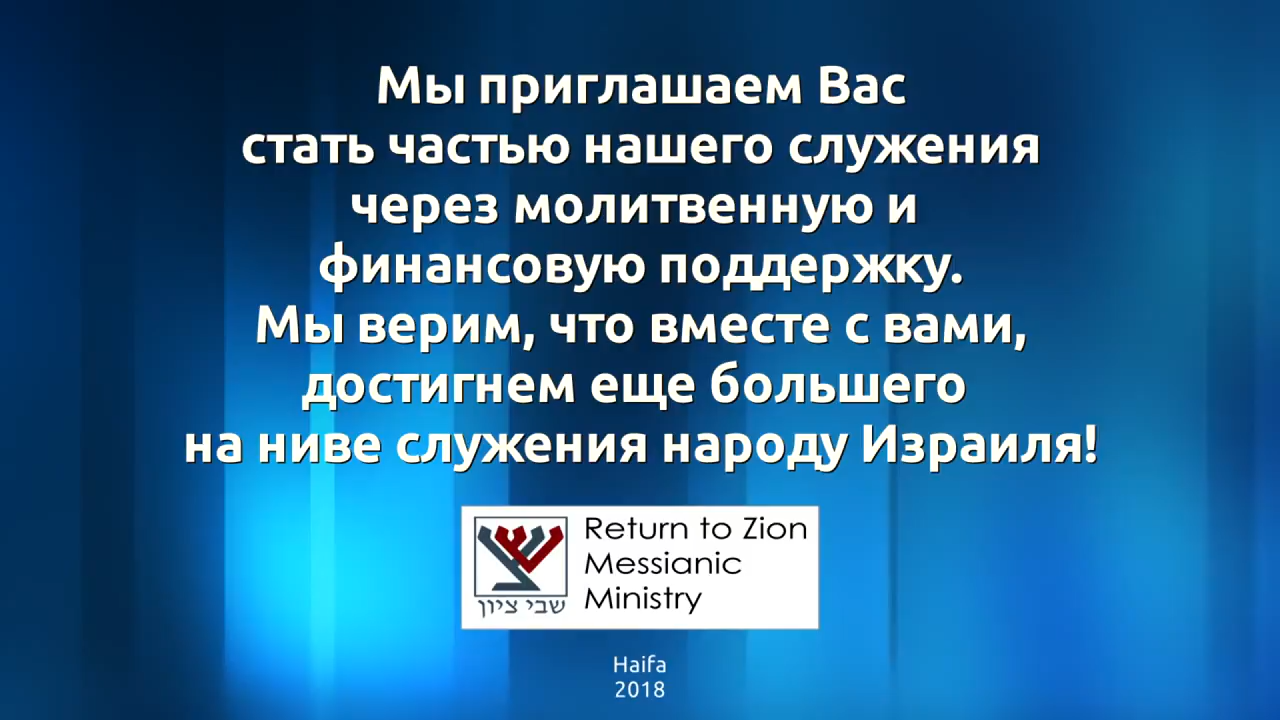 Мы приглашаем Вас
стать частью нашего служения
через молитвенную и
финансовую поддержку.
Мы верим, что вместе с вами,
достигнем еще большего
на ниве служения народу Израиля!
Return to Zion
Messianic
Ministry
שבי ציון
Haifa
2018